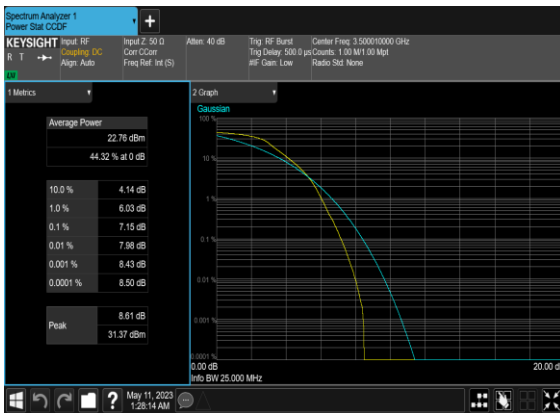 Spectrum Analyzer 1
Power Stat CCDF
+
KEYSIGHT
R T
LV
Input: RF
Coupling: DC
Align: Auto
Input Z: 50 Ω
Corr CCorr
Freq Ref: Int (S)
Atten: 40 dB
Trig: RF Burst
Trig Delay: 500.0 µs
#IF Gain: Low
Center Freq: 3.500010000 GHz
Counts: 1.00 M/1.00 Mpt
Radio Std: None
1 Metrics
Average Power
22.76 dBm
44.32 % at 0 dB
10.0 % 4.14 dB
1.0 % 6.03 dB
0.1 % 7.15 dB
0.01 % 7.98 dB
0.001 % 8.43 dB
0.0001 % 8.50 dB
Peak
8.61 dB
31.37 dBm
2 Graph
Gaussian
100 %
10 %
1 %
0.1 %
0.01 %
0.001 %
0.0001 %
0.00 dB
20.00 d
Info BW 25.000 MHz
?
May 11, 2023
1:28:14 AM